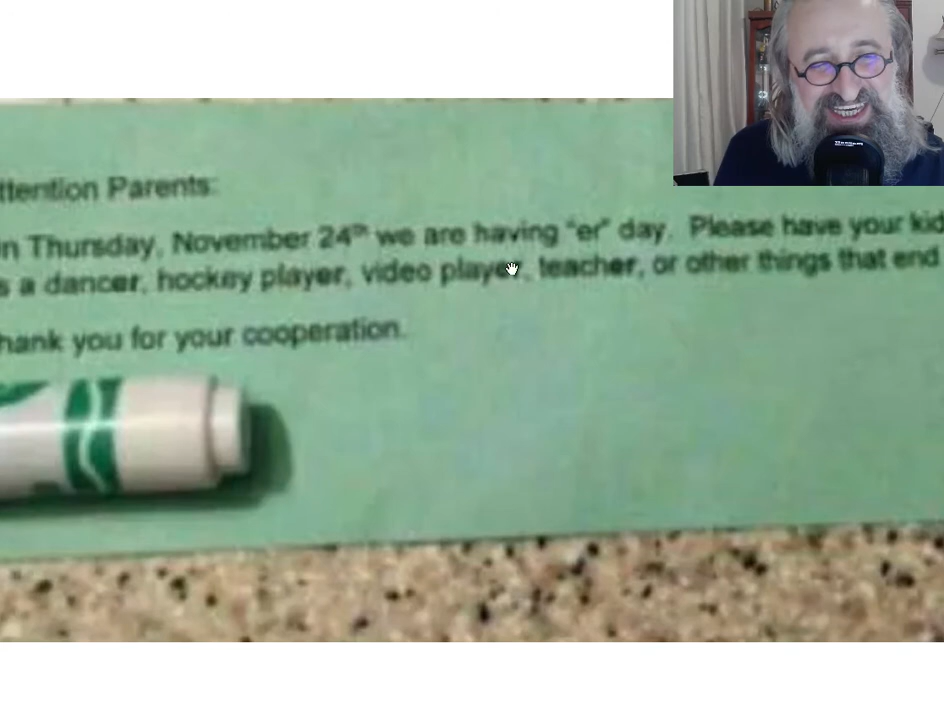 ttention Parents:
n Thursday, November 24th we are having "er" day. Please have your kid
s a dancer, hockey player, video player, teacher, or other things that end
hank you for your cooperation.